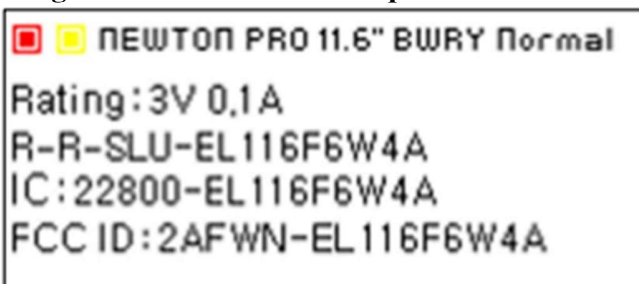 NEWTON PRO 11.6" BWRY Normal
Rating:3V 0.1A
R-R-SLU-EL116F6W4A
IC:22800-EL116F6W4A
FCC ID:2AFWN-EL116F6W4A